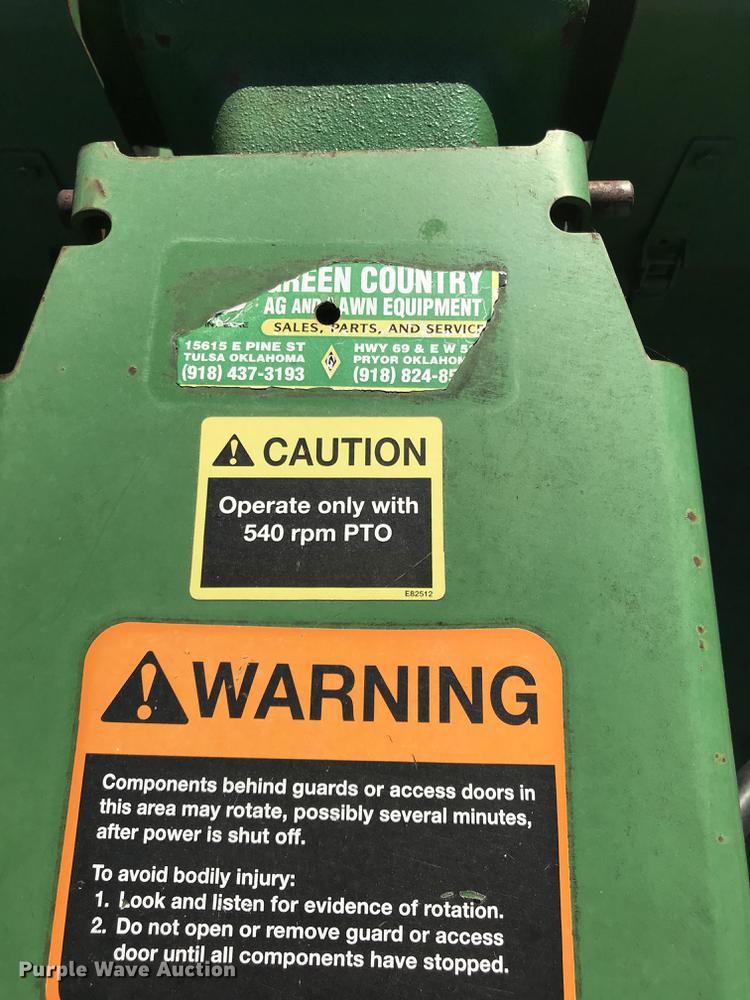 GREEN COUNTRY
AG AND LAWN EQUIPMENT
SALES, PARTS, AND SERVICE
15615 E PINE ST
TULSA OKLAHOMA
(918) 437-3193
HWY 69 & E W
PRYOR OKLAHOMA
(918) 824-
CAUTION
Operate only with
540 rpm PTO
E82512
WARNING
Components behind guards or access doors in
this area may rotate, possibly several minutes,
after power is shut off.
To avoid bodily injury:
1. Look and listen for evidence of rotation.
2. Do not open or remove guard or access
door until all components have stopped.
Purple Wave Auction